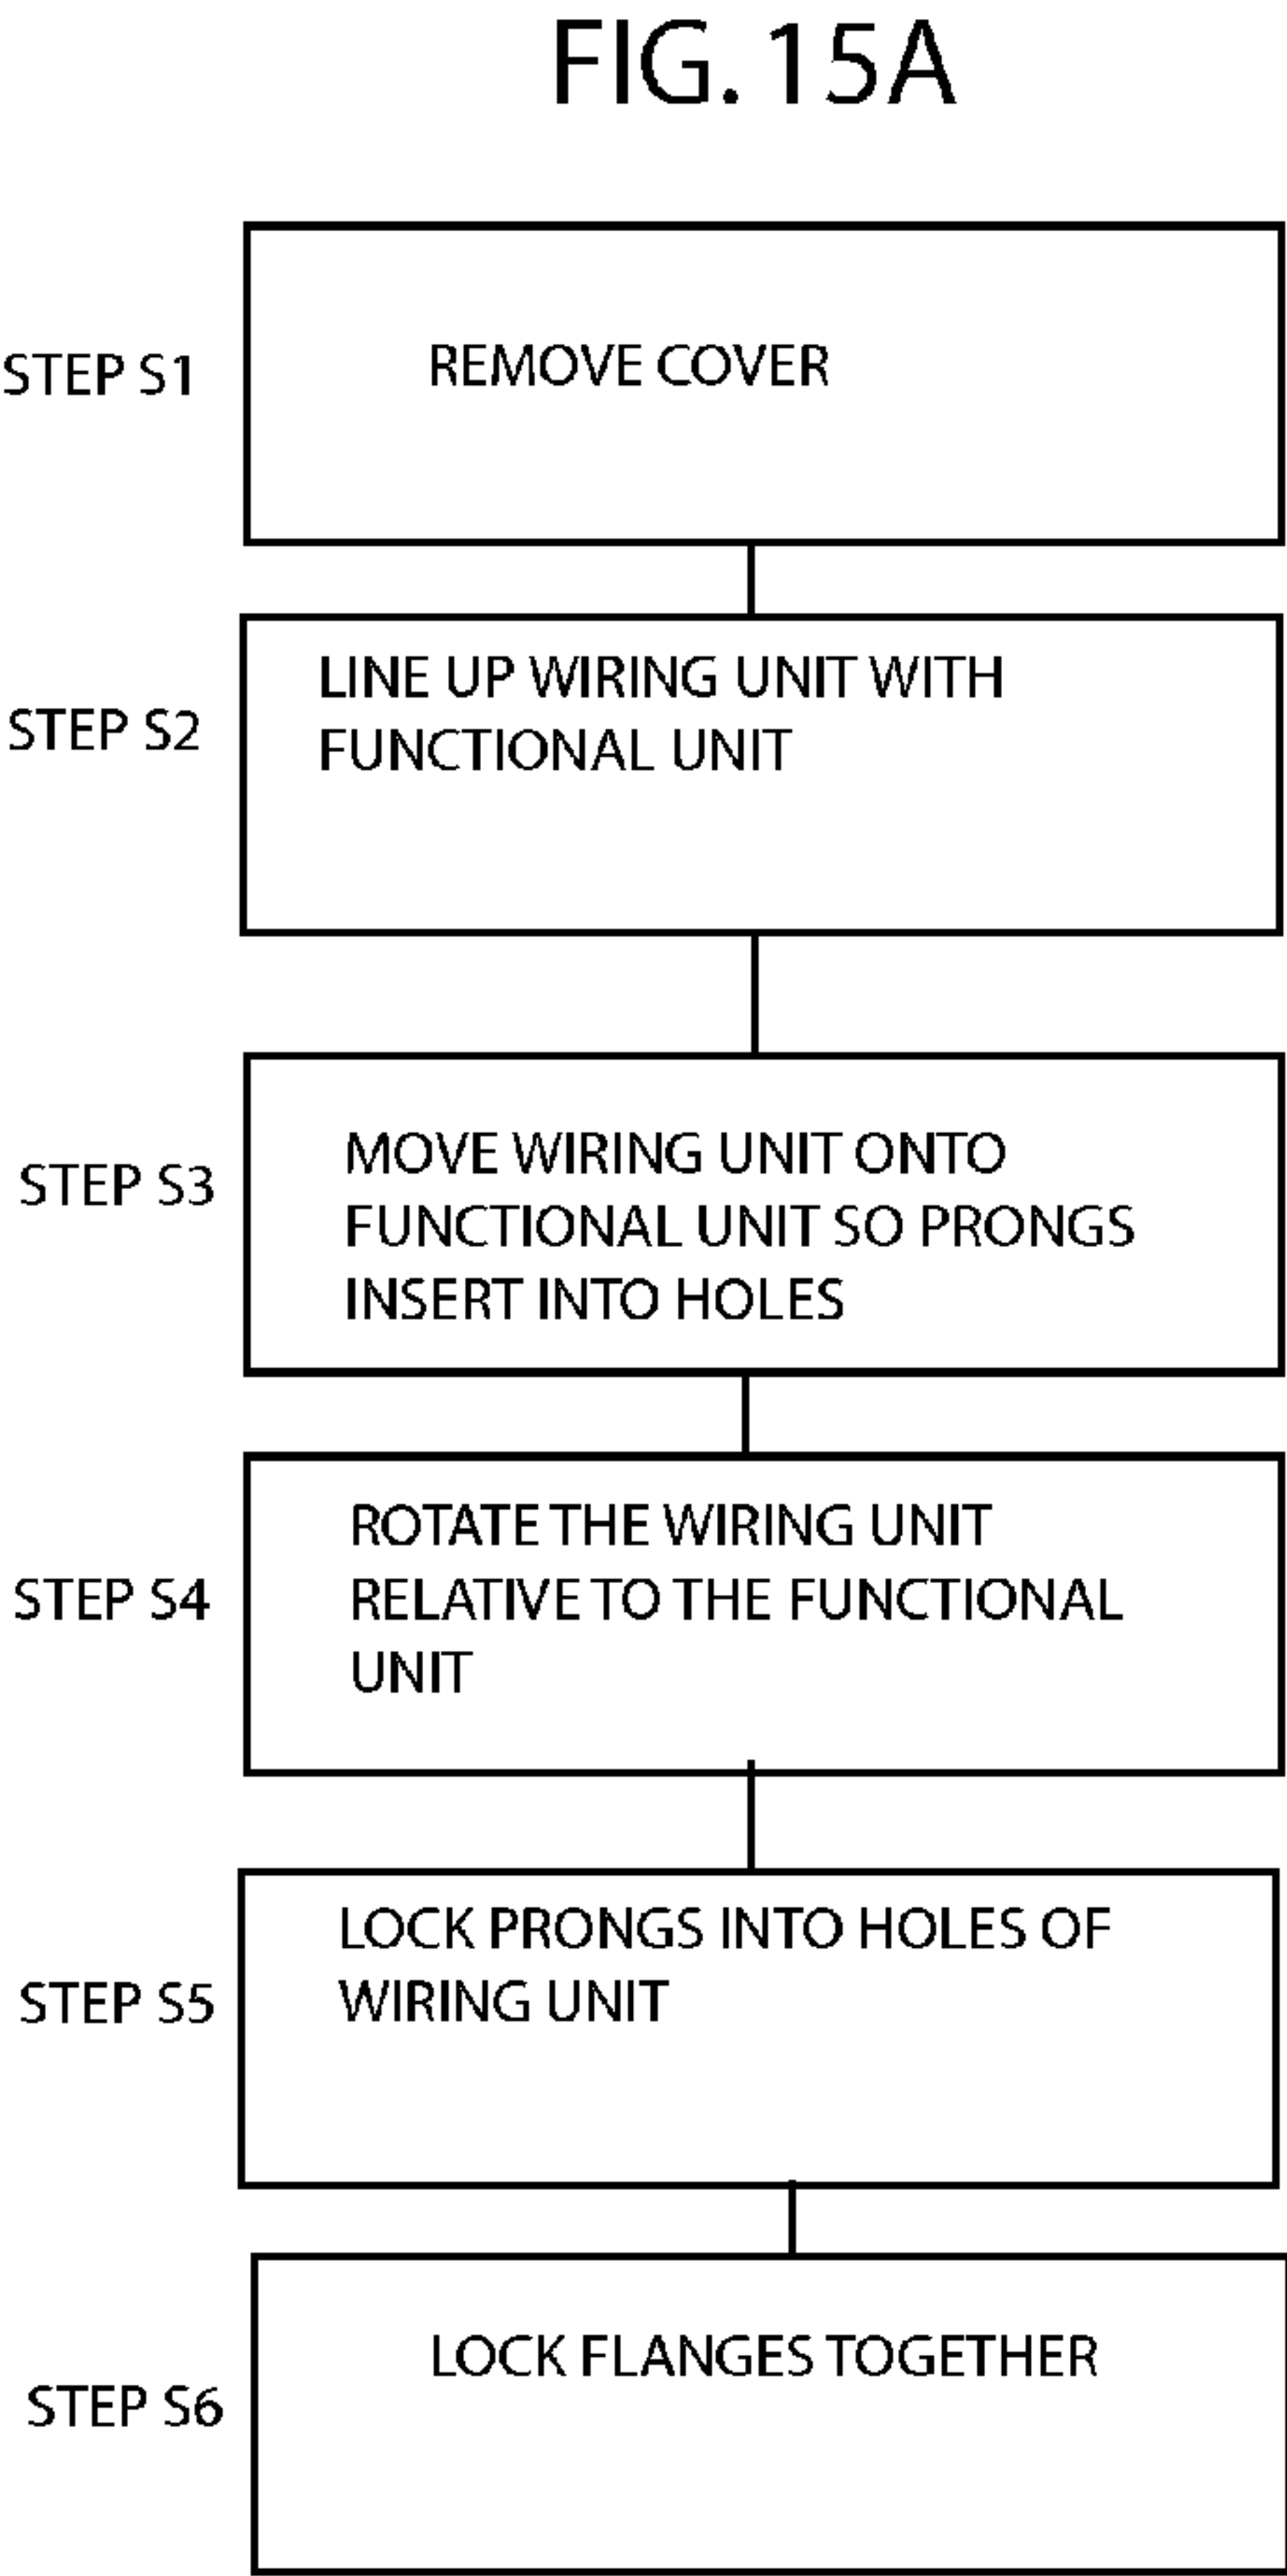 FIG. 15A
STEP S1
REMOVE COVER
STEP S2
LINE UP WIRING UNIT WITH
FUNCTIONAL UNIT
STEP S3
MOVE WIRING UNIT ONTO
FUNCTIONAL UNIT SO PRONGS
INSERT INTO HOLES
STEP S4
ROTATE THE WIRING UNIT
RELATIVE TO THE FUNCTIONAL
UNIT
STEP S5
LOCK PRONGS INTO HOLES OF
WIRING UNIT
STEP S6
LOCK FLANGES TOGETHER